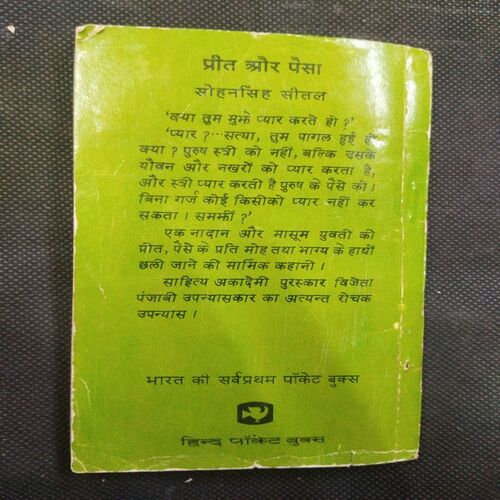 प्रीत और पैसा
सोहनसिंह सीतल
'क्या तुम मुझे प्यार करते हो ?'
'प्यार ?···सत्या, तुम पागल हुई हो
क्या ? पुरुष स्त्री को नहीं, बल्कि उसके
यौवन और नखरों को प्यार करता है,
और स्त्री प्यार करती है पुरुष के पैसे को।
बिना गर्ज कोई किसीको प्यार नहीं कर
सकता । समझीं ?'
एक नादान और मासूम युवती की
प्रीत, पैसे के प्रति मोह तथा भाग्य के हाथों
छली जाने की मार्मिक कहानी ।
साहित्य अकादेमी पुरस्कार विजेता
पंजाबी उपन्यासकार का अत्यन्त रोचक
उपन्यास ।
भारत की सर्वप्रथम पॉकेट बुक्स
हिन्द पॉकेट बुक्स